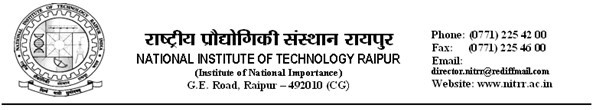 राष्ट्रीय प्रौद्योगिकी संस्थान रायपुर
NATIONAL INSTITUTE OF TECHNOLOGY RAIPUR
(Institute of National Importance)
G.E. Road, Raipur – 492010 (CG)
Phone: (0771) 225 42 00
Fax: (0771) 225 46 00
Email:
director.nitrr@rediffmail.com
Website: www.nitrr.ac.in